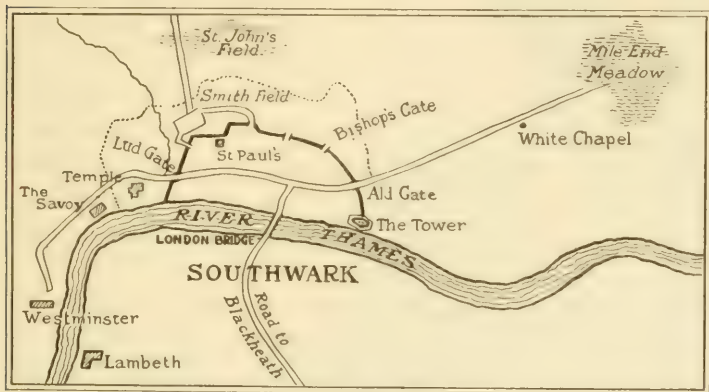 St. John's
Field.
Mile End
Meadow
Smith Field
Bishop's Gate
White Chapel
Lud Gate
St Paul's
Temple
The
Savoy
Ald Gate
The Tower
RIVER THAMES
LONDON BRIDGE
SOUTHWARK
Road to
Blackheath
Westminster
Lambeth